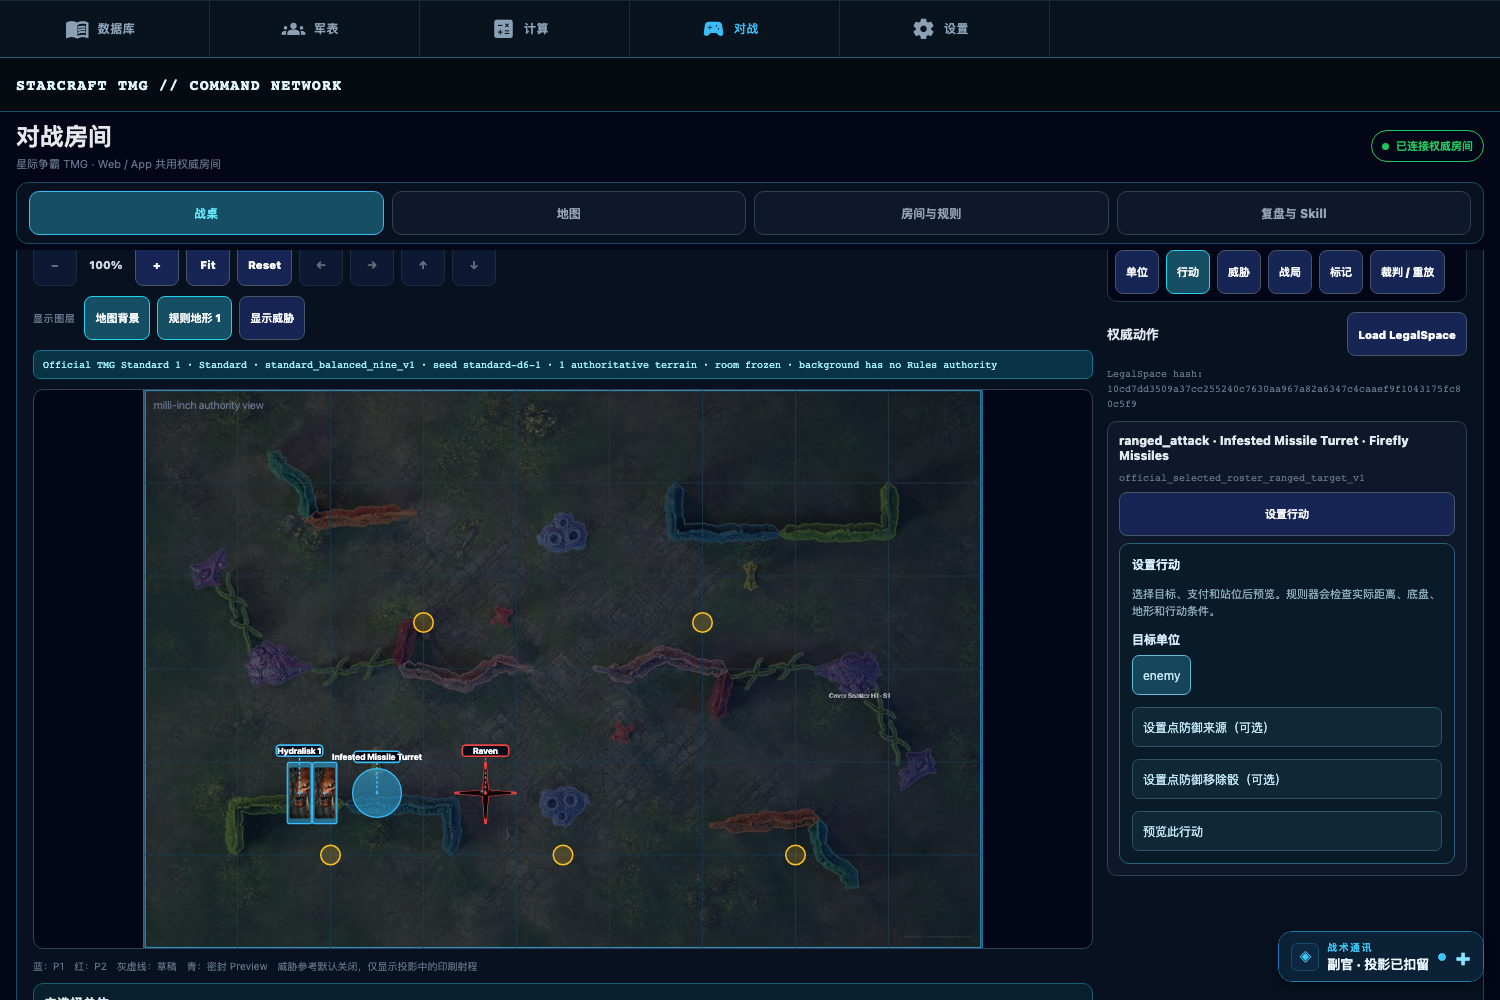 数据库
军表
计算
对战
设置
STARCRAFT TMG // COMMAND NETWORK
对战房间
星际争霸 TMG · Web / App 共用权威房间
已连接权威房间
战桌
地图
房间与规则
复盘与 Skill
−
100%
+
Fit
Reset
←
→
↑
↓
显示图层
地图背景
规则地形 1
显示威胁
Official TMG Standard 1 · Standard · standard_balanced_nine_v1 · seed standard-d6-1 · 1 authoritative terrain · room frozen · background has no Rules authority
milli-inch authority view
Hydralisk 1
Infested Missile Turret
Raven
蓝：P1 红：P2 灰虚线：草稿 青：密封 Preview 威胁参考默认关闭，仅显示投影中的印刷射程
单位
行动
威胁
战局
标记
裁判 / 重放
权威动作
Load LegalSpace
LegalSpace hash:
10cd7dd3509a37cc255240c7630aa967a82a6347c4caaef9f1043175fc8
0c5f9
ranged_attack · Infested Missile Turret · Firefly
Missiles
official_selected_roster_ranged_target_v1
设置行动
设置行动
选择目标、支付和站位后预览。规则器会检查实际距离、底盘、
地形和行动条件。
目标单位
enemy
设置点防御来源（可选）
设置点防御移除骰（可选）
预览此行动
战术通讯
副官 · 投影已扣留